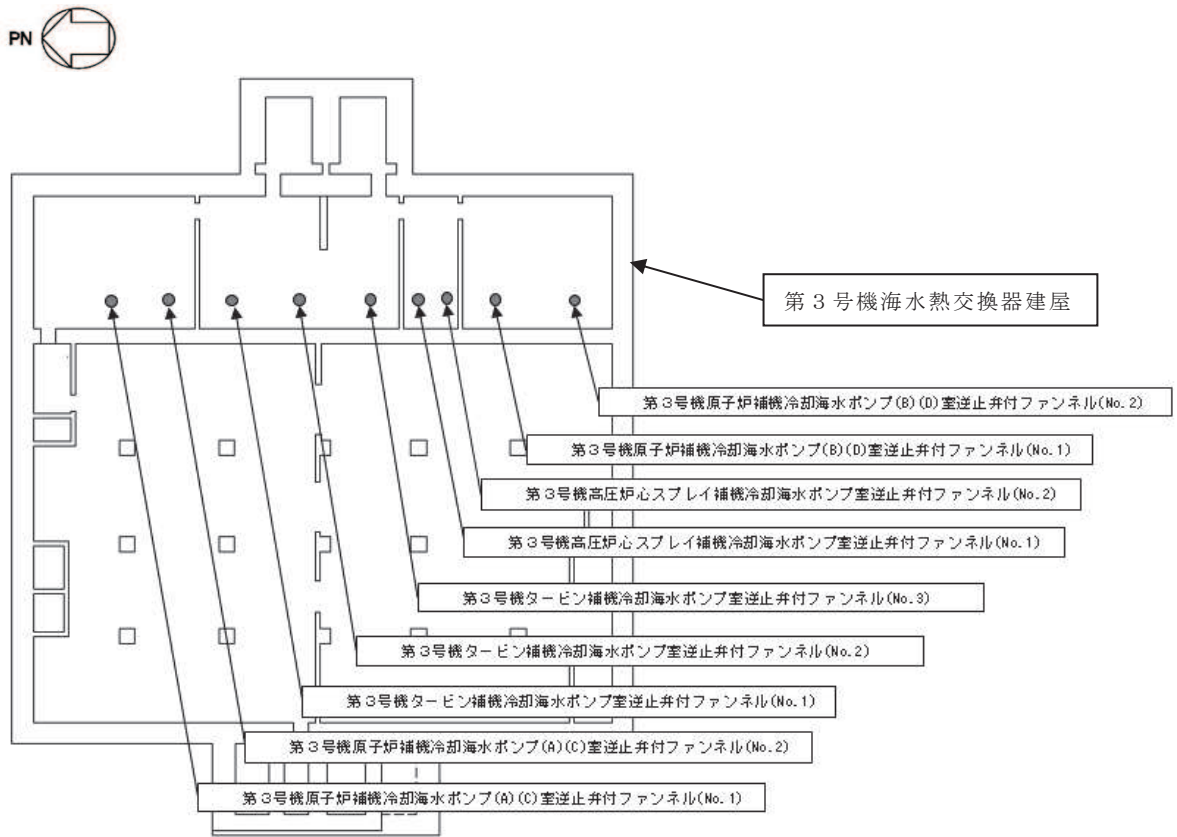 PN
第３号機海水熱交換器建屋
第３号機原子炉補機冷却海水ポンプ(B)(D)室逆止弁付ファンネル(No.2)
第３号機原子炉補機冷却海水ポンプ(B)(D)室逆止弁付ファンネル(No.1)
第３号機高圧炉心スプレイ補機冷却海水ポンプ室逆止弁付ファンネル(No.2)
第３号機高圧炉心スプレイ補機冷却海水ポンプ室逆止弁付ファンネル(No.1)
第３号機タービン補機冷却海水ポンプ室逆止弁付ファンネル(No.3)
第３号機タービン補機冷却海水ポンプ室逆止弁付ファンネル(No.2)
第３号機タービン補機冷却海水ポンプ室逆止弁付ファンネル(No.1)
第３号機原子炉補機冷却海水ポンプ(A)(C)室逆止弁付ファンネル(No.2)
第３号機原子炉補機冷却海水ポンプ(A)(C)室逆止弁付ファンネル(No.1)